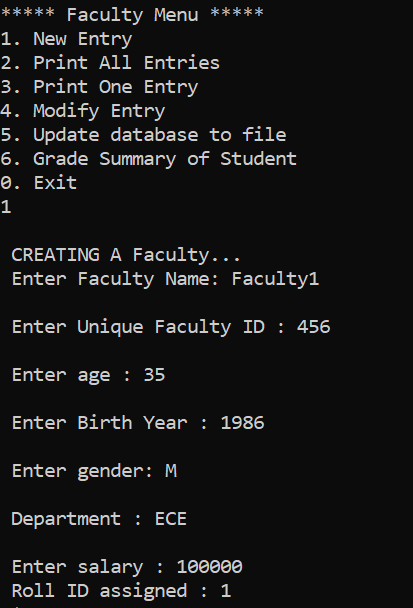 ***** Faculty Menu *****
1. New Entry
2. Print All Entries
3. Print One Entry
4. Modify Entry
5. Update database to file
6. Grade Summary of Student
0. Exit
1
CREATING A Faculty...
Enter Faculty Name: Faculty1
Enter Unique Faculty ID : 456
Enter age : 35
Enter Birth Year : 1986
Enter gender: M
Department : ECE
Enter salary : 100000
Roll ID assigned : 1